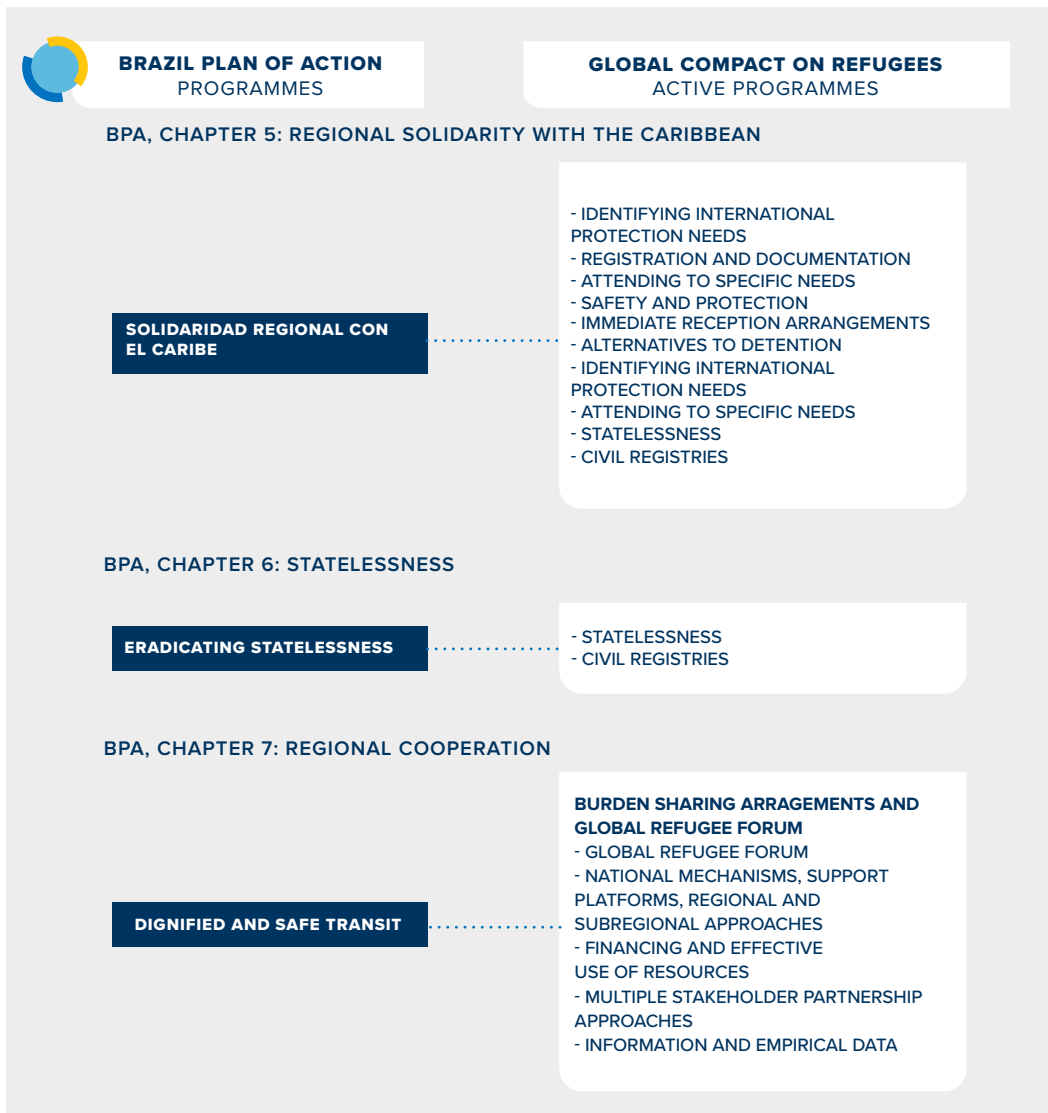 BRAZIL PLAN OF ACTION
PROGRAMMES
GLOBAL COMPACT ON REFUGEES
ACTIVE PROGRAMMES
BPA, CHAPTER 5: REGIONAL SOLIDARITY WITH THE CARIBBEAN
SOLIDARIDAD REGIONAL CON
EL CARIBE
- IDENTIFYING INTERNATIONAL
PROTECTION NEEDS
- REGISTRATION AND DOCUMENTATION
- ATTENDING TO SPECIFIC NEEDS
- SAFETY AND PROTECTION
- IMMEDIATE RECEPTION ARRANGEMENTS
- ALTERNATIVES TO DETENTION
- IDENTIFYING INTERNATIONAL
PROTECTION NEEDS
- ATTENDING TO SPECIFIC NEEDS
- STATELESSNESS
- CIVIL REGISTRIES
BPA, CHAPTER 6: STATELESSNESS
ERADICATING STATELESSNESS
- STATELESSNESS
- CIVIL REGISTRIES
BPA, CHAPTER 7: REGIONAL COOPERATION
DIGNIFIED AND SAFE TRANSIT
BURDEN SHARING ARRAGEMENTS AND
GLOBAL REFUGEE FORUM
- GLOBAL REFUGEE FORUM
- NATIONAL MECHANISMS, SUPPORT
PLATFORMS, REGIONAL AND
SUBREGIONAL APPROACHES
- FINANCING AND EFFECTIVE
USE OF RESOURCES
- MULTIPLE STAKEHOLDER PARTNERSHIP
APPROACHES
- INFORMATION AND EMPIRICAL DATA